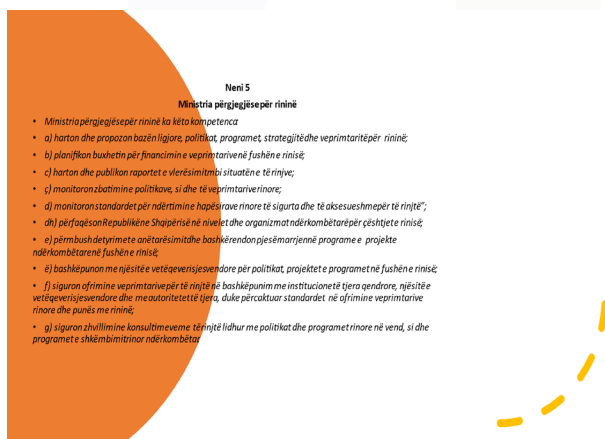 Neni 5
Ministria përgjegjëse për rininë
• Ministria përgjegjëse për rininë ka këto kompetenca:
• a) harton dhe propozon bazën ligjore, politikat, programet, strategjitë dhe veprimtaritë për rininë;
• b) planifikon buxhetin për financimin e veprimtarive në fushën e rinisë;
• c) harton dhe publikon raportet e vlerësimit mbi situatën e të rinjve;
• ç) monitoron zbatimin e politikave, si dhe të veprimtarive rinore;
• d) monitoron standardet për ndërtimin e hapësirave rinore të sigurta dhe të aksesueshme për të rinjtë”;
• dh) përfaqëson Republikën e Shqipërisë në nivelet dhe organizmat ndërkombëtarë për çështjet e rinisë;
• e) përmbush detyrimet e anëtarësimit dhe bashkërendon pjesëmarrjen në programe e projekte
ndërkombëtare në fushën e rinisë;
• ë) bashkëpunon me njësitë e vetëqeverisjes vendore për politikat, projektet e programet në fushën e rinisë;
• f) siguron ofrimin e veprimtarive për të rinjtë në bashkëpunim me institucionet e tjera qendrore, njësitë e
vetëqeverisjes vendore dhe me autoritetet të tjera, duke përcaktuar standardet në ofrimin e veprimtarive
rinore dhe punës me rininë;
• g) siguron zhvillimin e konsultimeve me të rinjtë lidhur me politikat dhe programet rinore në vend, si dhe
programet e shkëmbimit rinor ndërkombëtar